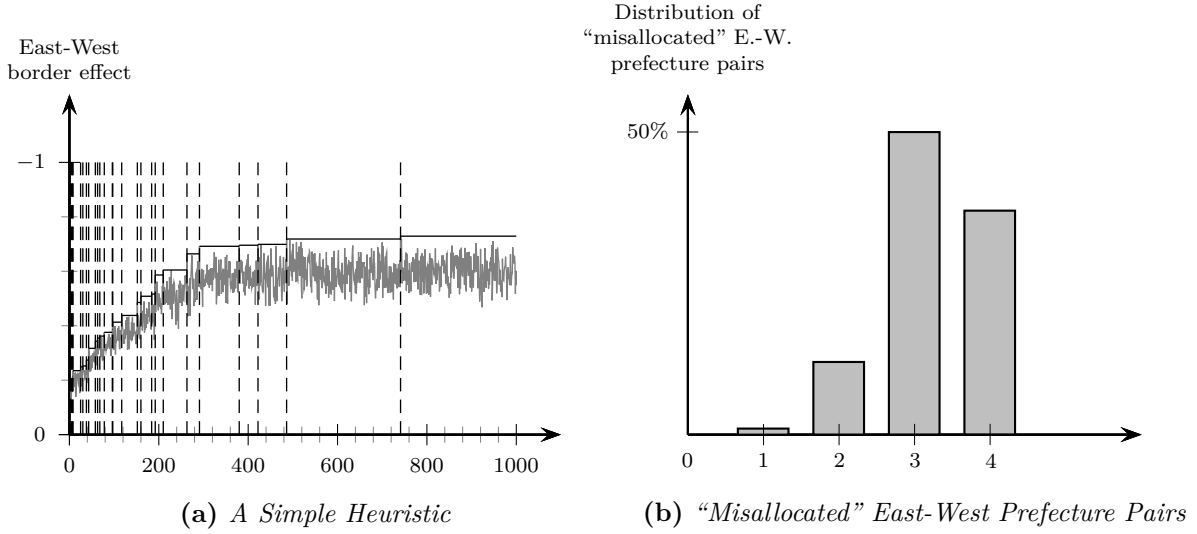 East-West
border effect
−1
0
0 200 400 600 800 1000
(a) A Simple Heuristic
Distribution of
“misallocated” E.-W.
prefecture pairs
50%
0 1 2 3 4
(b) “Misallocated” East-West Prefecture Pairs